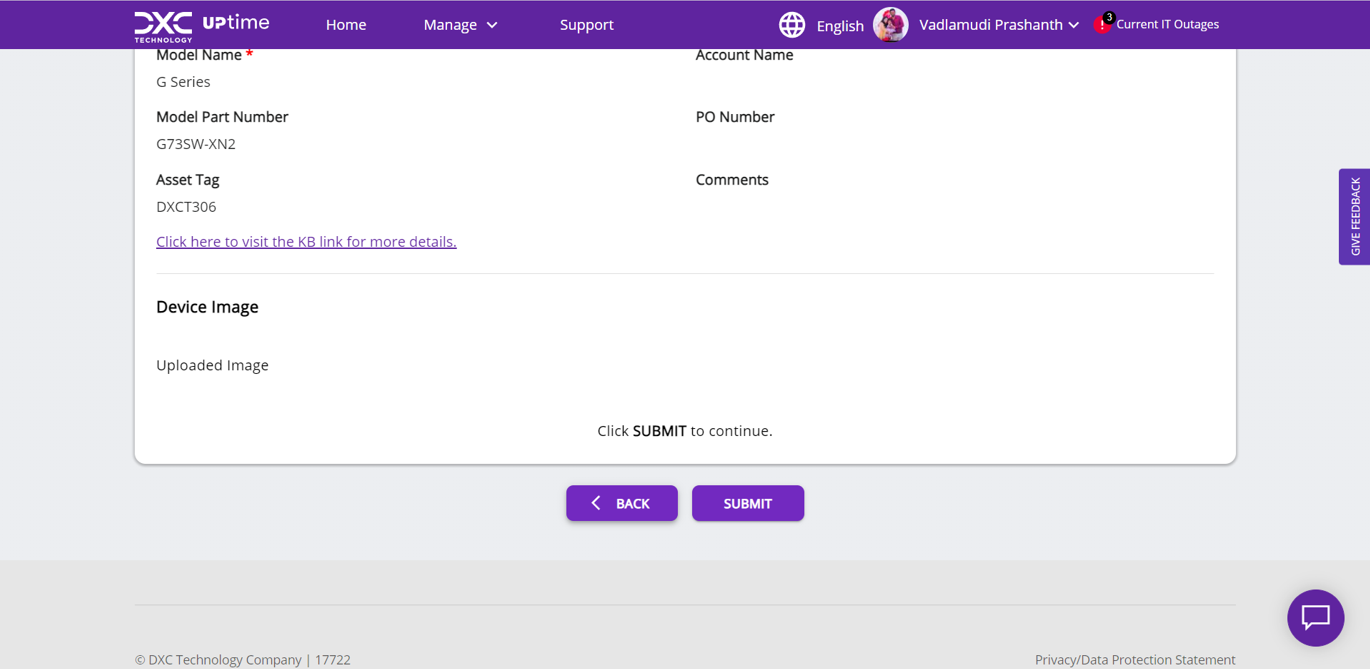 DXC TECHNOLOGY UPtime Home Manage Support English Vadlamudi Prashanth ! 3 Current IT Outages
Model Name * Account Name
G Series
Model Part Number PO Number
G73SW-XN2
Asset Tag Comments
DXCT306
GIVE FEEDBACK
Click here to visit the KB link for more details.
Device Image
Uploaded Image
Click SUBMIT to continue.
BACK SUBMIT
© DXC Technology Company | 17722 Privacy/Data Protection Statement